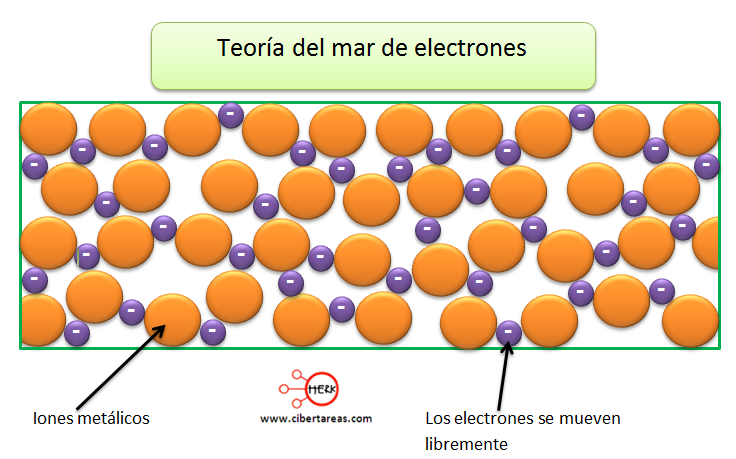 Teoría del mar de electrones
Iones metálicos
HERK
www.cibertareas.com
Los electrones se mueven
libremente